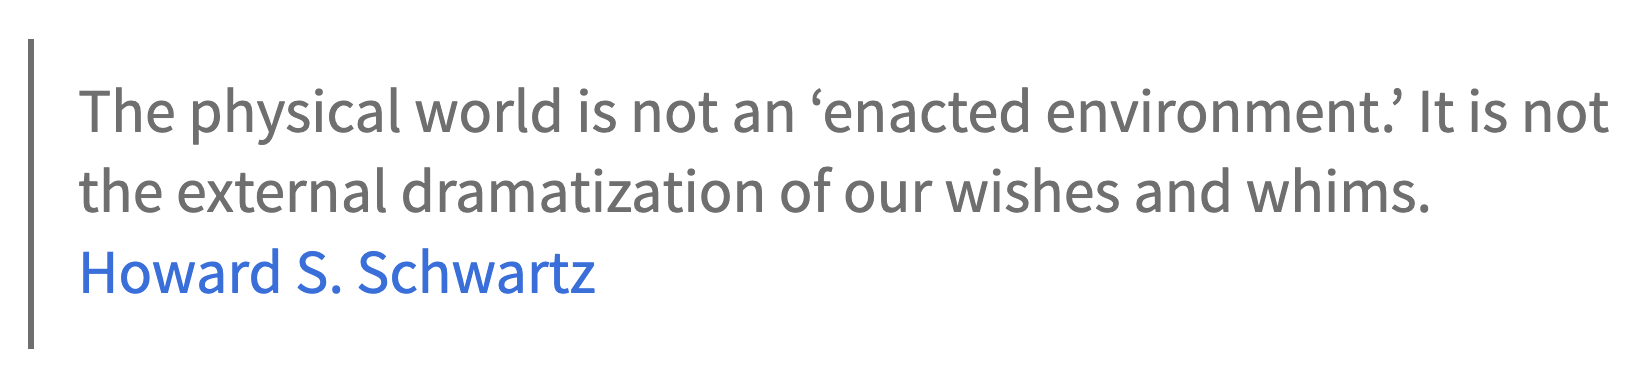 The physical world is not an ‘enacted environment.’ It is not
the external dramatization of our wishes and whims.
Howard S. Schwartz